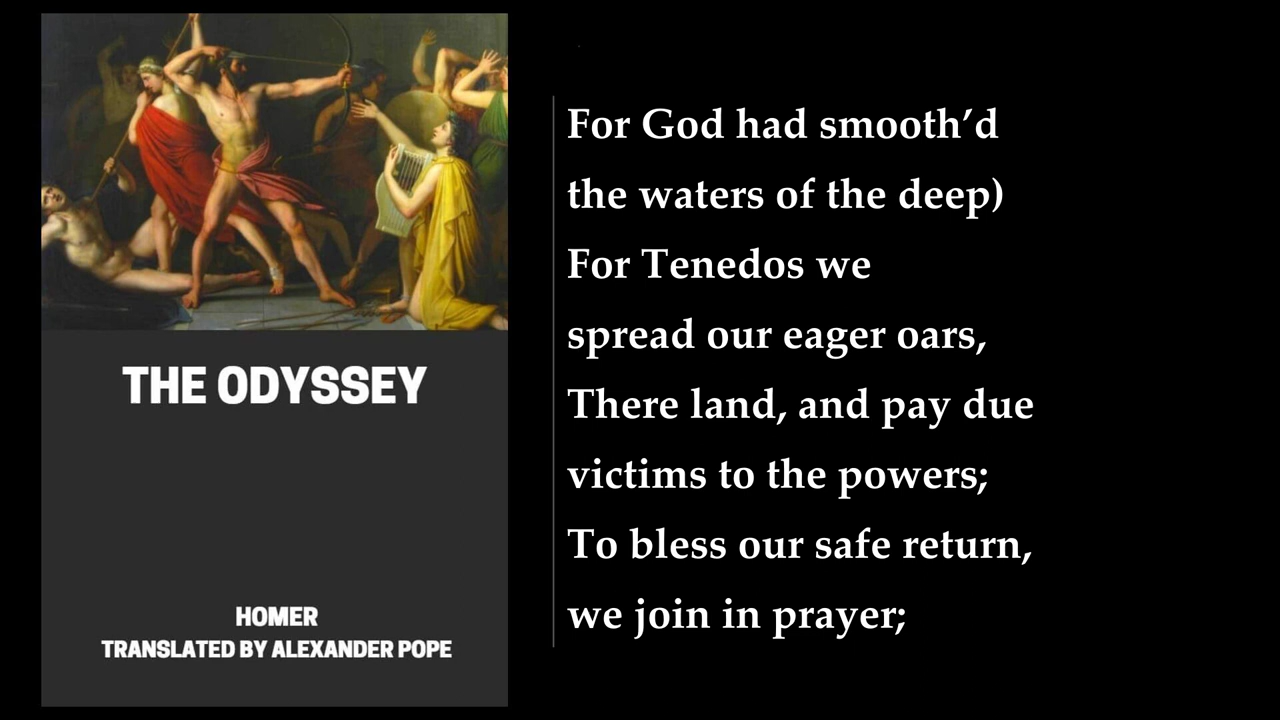 THE ODYSSEY
HOMER
TRANSLATED BY ALEXANDER POPE
For God had smooth’d
the waters of the deep)
For Tenedos we
spread our eager oars,
There land, and pay due
victims to the powers;
To bless our safe return,
we join in prayer;